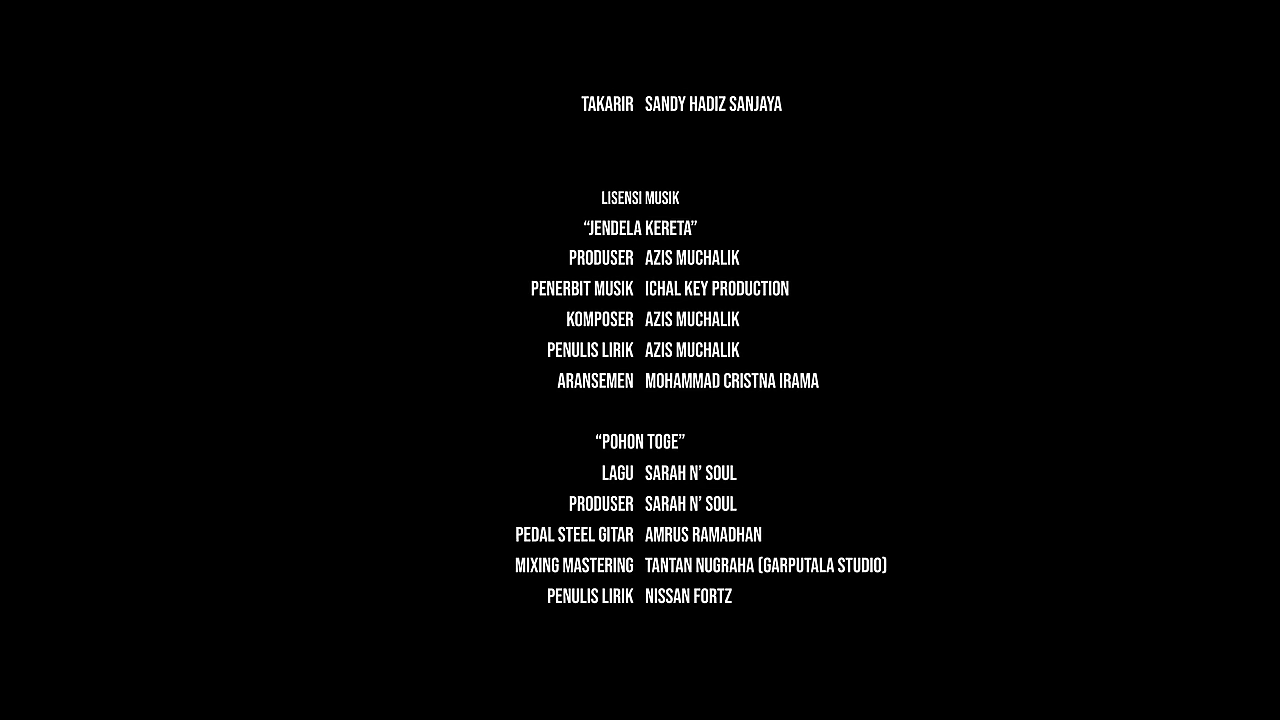 TAKARIR SANDY HADIZ SANJAYA
LISENSI MUSIK
“JENDELA KERETA”
PRODUSER AZIS MUCHALIK
PENERBIT MUSIK ICHAL KEY PRODUCTION
KOMPOSER AZIS MUCHALIK
PENULIS LIRIK AZIS MUCHALIK
ARANSEMEN MOHAMMAD CRISTNA IRAMA
“POHON TOGE”
LAGU SARAH N’ SOUL
PRODUSER SARAH N’ SOUL
PEDAL STEEL GITAR AMRUS RAMADHAN
MIXING MASTERING TANTAN NUGRAHA (GARPUTALA STUDIO)
PENULIS LIRIK NISSAN FORTZ